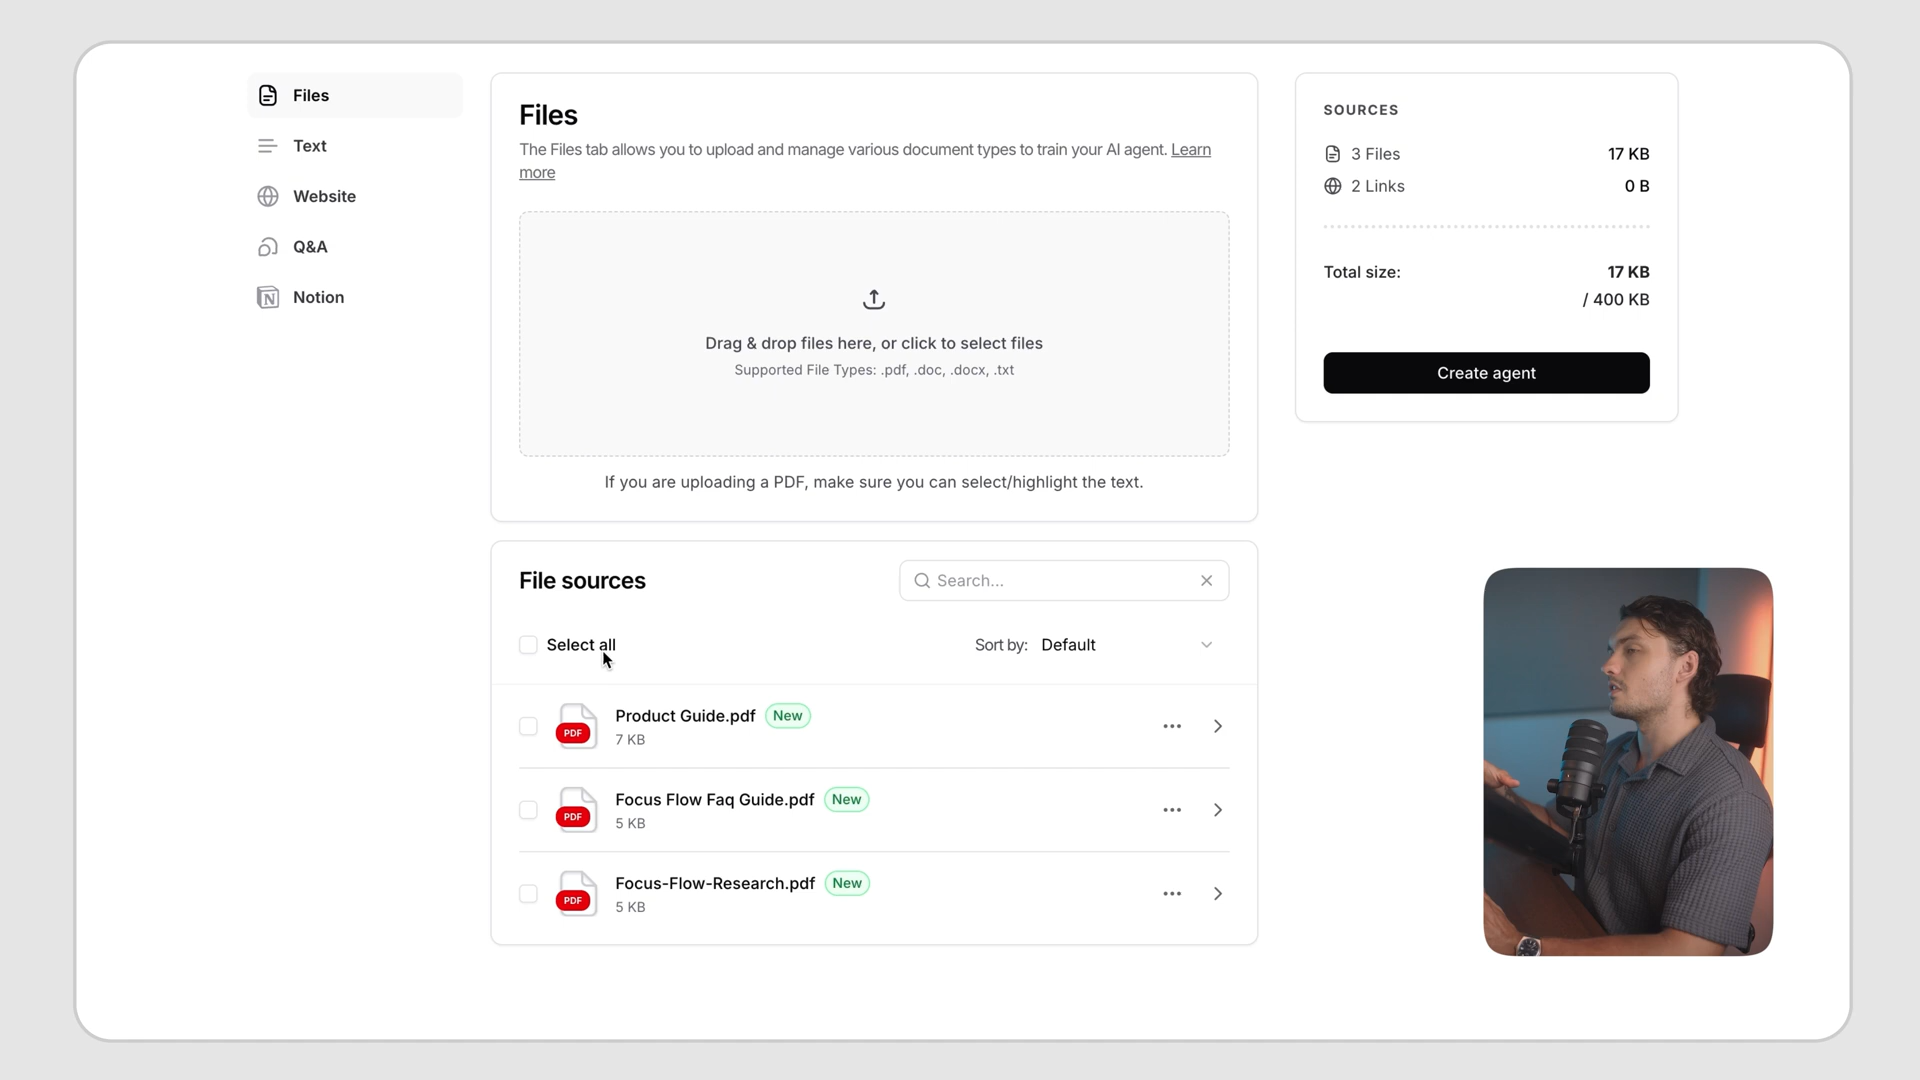 Files
Text
Website
Q&A
Notion
Files
The Files tab allows you to upload and manage various document types to train your AI agent. Learn
more
Drag & drop files here, or click to select files
Supported File Types: .pdf, .doc, .docx, .txt
If you are uploading a PDF, make sure you can select/highlight the text.
File sources
Search...
Select all
Sort by: Default
PDF
Product Guide.pdf New
7 KB
PDF
Focus Flow Faq Guide.pdf New
5 KB
PDF
Focus-Flow-Research.pdf New
5 KB
SOURCES
3 Files 17 KB
2 Links 0 B
Total size: 17 KB
/ 400 KB
Create agent